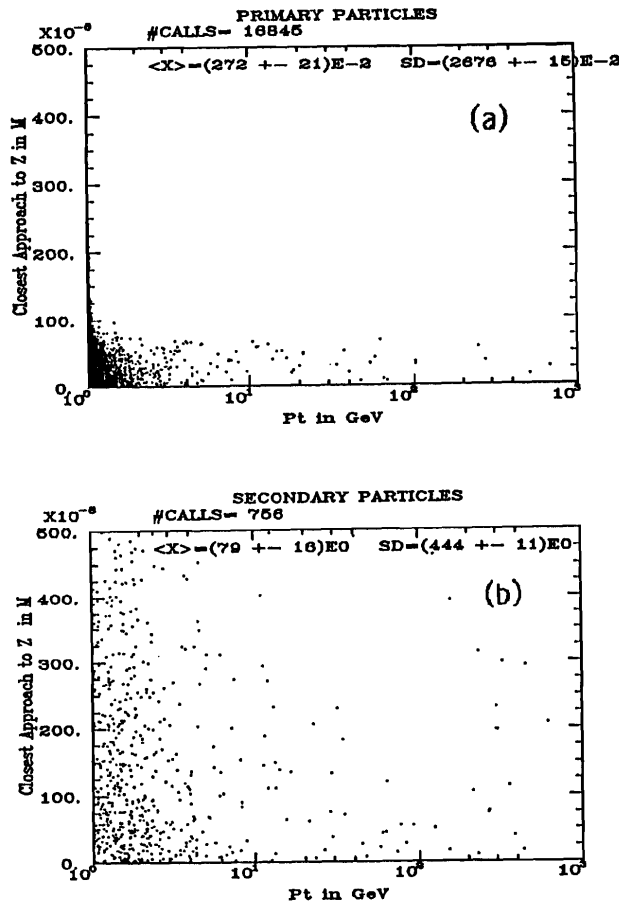 PRIMARY PARTICLES
X10⁻⁶ #CALLS= 16845
<X>=(272 +- 21)E-2 SD=(2676 +- 15)E-2
(a)
500.
400.
300.
200.
100.
0.
Closest Approach to Z in M
10⁰ 10¹ 10² 10³
Pt in GeV
SECONDARY PARTICLES
X10⁻⁶ #CALLS= 756
<X>=(79 +- 16)E0 SD=(444 +- 11)E0
(b)
500.
400.
300.
200.
100.
0.
Closest Approach to Z in M
10⁰ 10¹ 10² 10³
Pt in GeV